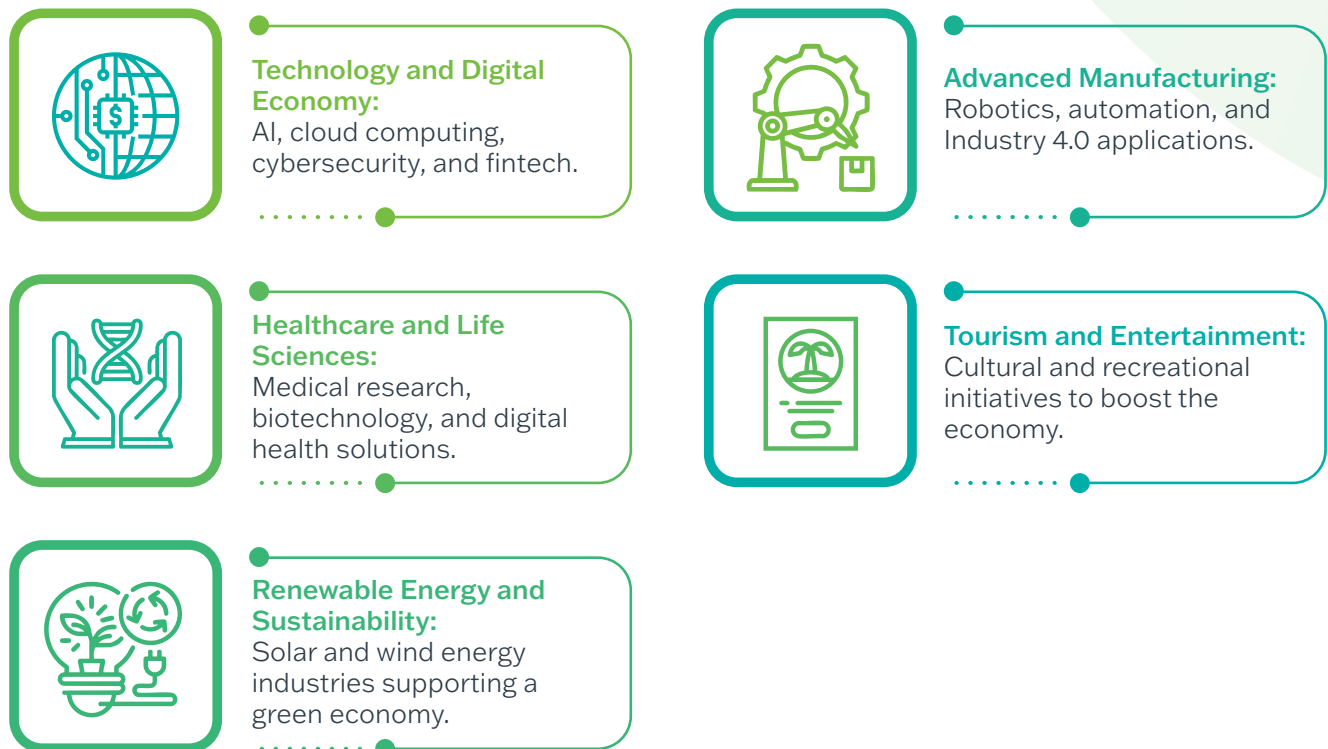 $
Technology and Digital
Economy:
AI, cloud computing,
cybersecurity, and fintech.
Healthcare and Life
Sciences:
Medical research,
biotechnology, and digital
health solutions.
Renewable Energy and
Sustainability:
Solar and wind energy
industries supporting a
green economy.
Advanced Manufacturing:
Robotics, automation, and
Industry 4.0 applications.
Tourism and Entertainment:
Cultural and recreational
initiatives to boost the
economy.